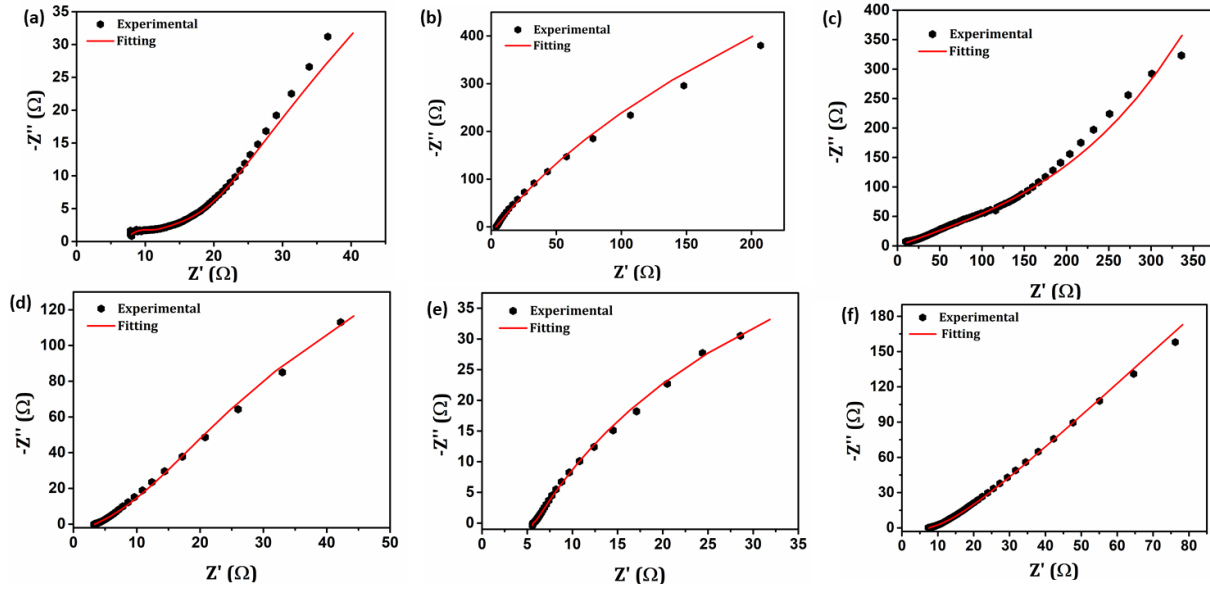 (a)
Experimental
Fitting
35
30
25
20
15
10
5
0
-Z'' (Ω)
0 10 20 30 40
Z' (Ω)
(b)
Experimental
Fitting
400
300
200
100
0
-Z'' (Ω)
0 50 100 150 200
Z' (Ω)
(c)
Experimental
Fitting
400
350
300
250
200
150
100
50
0
-Z'' (Ω)
0 50 100 150 200 250 300 350
Z' (Ω)
(d)
Experimental
Fitting
120
100
80
60
40
20
0
-Z'' (Ω)
0 10 20 30 40 50
Z' (Ω)
(e)
Experimental
Fitting
35
30
25
20
15
10
5
0
-Z'' (Ω)
0 5 10 15 20 25 30 35
Z' (Ω)
(f)
Experimental
Fitting
180
150
120
90
60
30
0
-Z'' (Ω)
0 10 20 30 40 50 60 70 80
Z' (Ω)